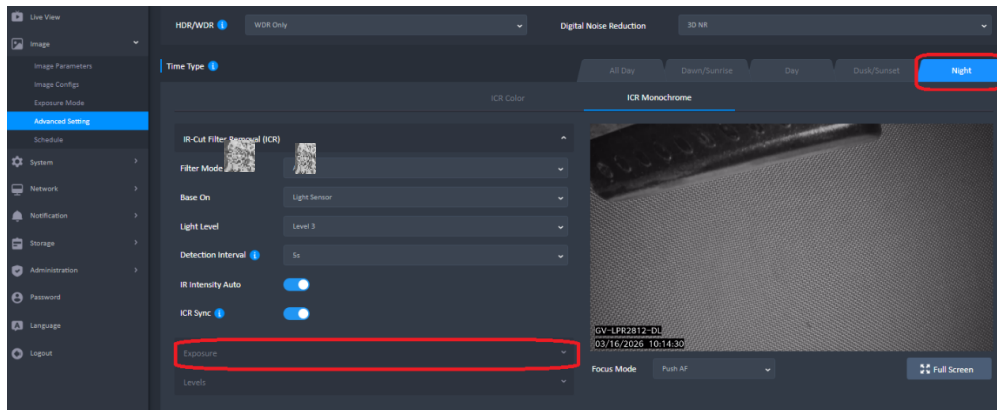 Live View
Image
Image Parameters
Image Configs
Exposure Mode
Advanced Setting
Schedule
System
Network
Notification
Storage
Administration
Password
Language
Logout
HDR/WDR WDR Only Digital Noise Reduction 3D NR
Time Type All Day Dawn/Sunrise Day Dusk/Sunset Night
ICR Color ICR Monochrome
IR-Cut Filter Removal (ICR)
Filter Mode
Base On Light Sensor
Light Level Level 3
Detection Interval 5s
IR Intensity Auto
ICR Sync
Exposure
Levels
GV-LPR2812-DL
03/16/2026 10:14:30
Focus Mode Push AF Full Screen